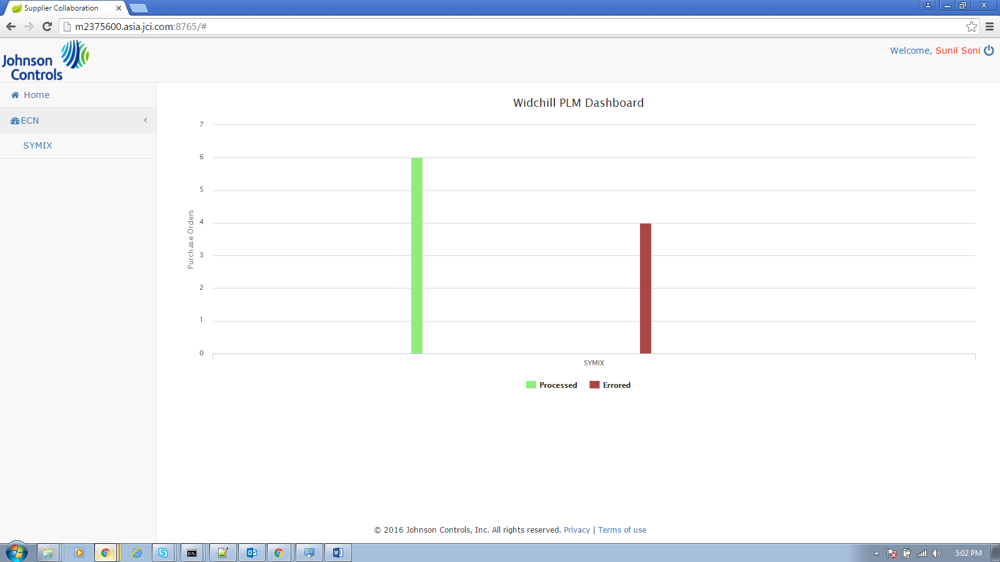 Supplier Collaboration
m2375600.asia.jci.com:8765/#
Johnson
Controls
Welcome, Sunil Soni
Home
ECN
SYMIX
Widchill PLM Dashboard
7
6
5
4
3
2
1
0
Purchase Orders
SYMIX
Processed
Errored
© 2016 Johnson Controls, Inc. All rights reserved. Privacy | Terms of use
C:\.
5:02 PM